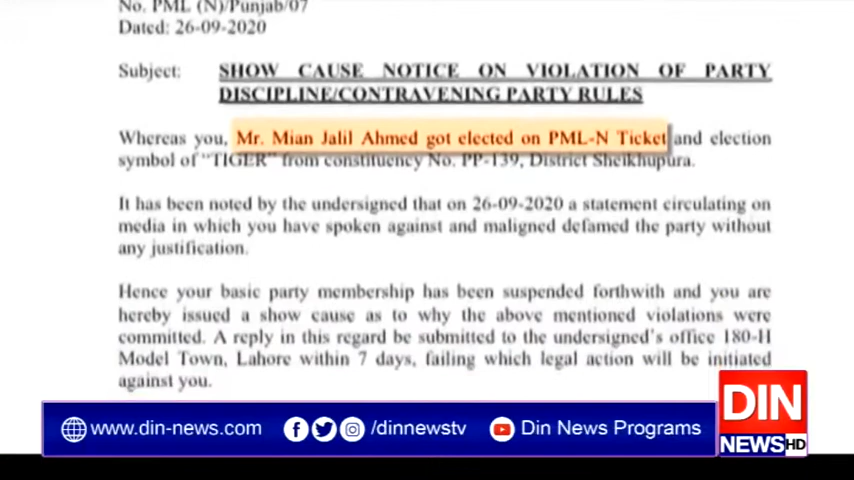 No. PML (N)/Punjab/07
Dated: 26-09-2020
Subject: SHOW CAUSE NOTICE ON VIOLATION OF PARTY
DISCIPLINE/CONTRAVENING PARTY RULES
Whereas you, Mr. Mian Jalil Ahmed got elected on PML-N Ticket and election
symbol of "TIGER" from constituency No. PP-139, District Sheikhupura.
It has been noted by the undersigned that on 26-09-2020 a statement circulating on
media in which you have spoken against and maligned defamed the party without
any justification.
Hence your basic party membership has been suspended forthwith and you are
hereby issued a show cause as to why the above mentioned violations were
committed. A reply in this regard be submitted to the undersigned's office 180-H
Model Town, Lahore within 7 days, failing which legal action will be initiated
against you.
www.din-news.com /dinnewstv Din News Programs
DIN
NEWS HD